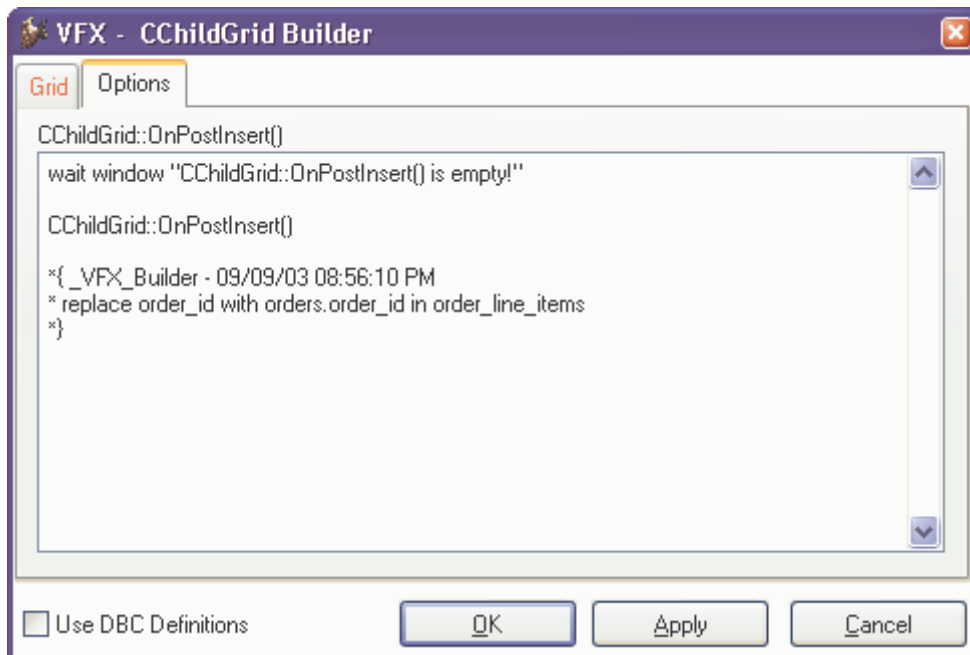 VFX - CChildGrid Builder
Grid
Options
CChildGrid::OnPostInsert()
wait window "CChildGrid::OnPostInsert() is empty!"
CChildGrid::OnPostInsert()
*{ _VFX_Builder - 09/09/03 08:56:10 PM
* replace order_id with orders.order_id in order_line_items
*}
Use DBC Definitions
OK
Apply
Cancel